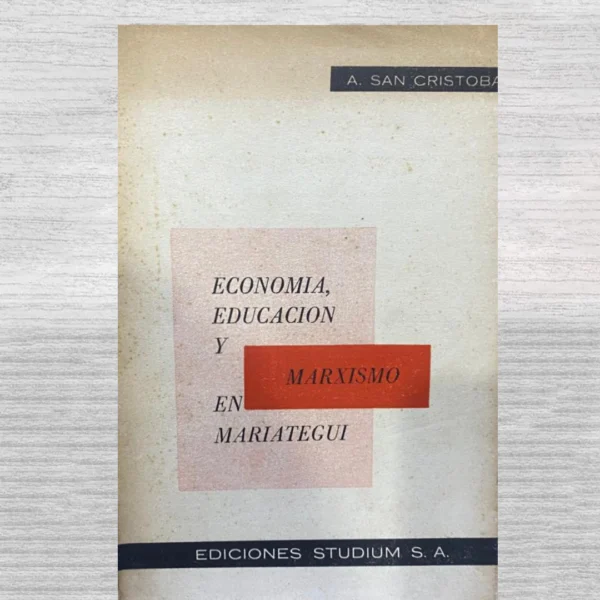 A. SAN CRISTOBA
ECONOMIA,
EDUCACION
Y
MARXISMO
EN
MARIATEGUI
EDICIONES STUDIUM S. A.